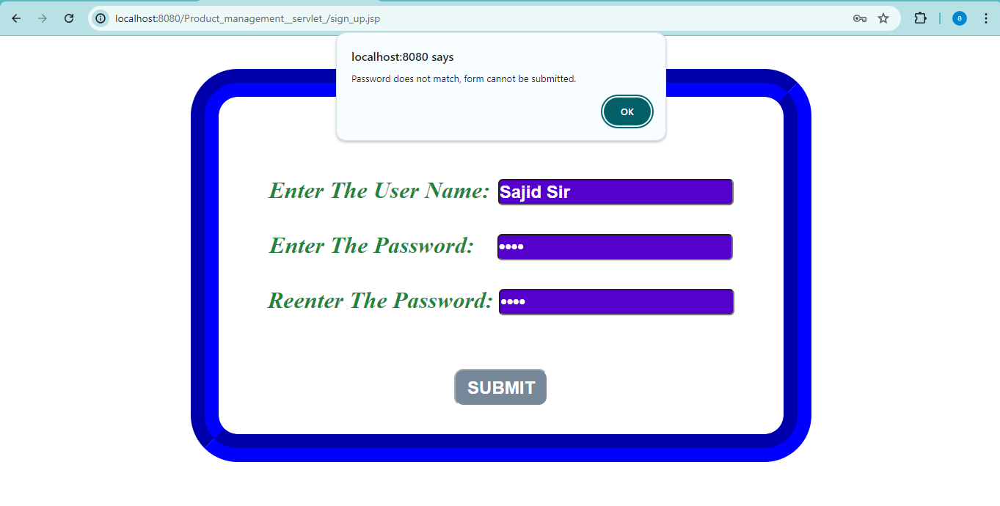 localhost:8080/Product_management__servlet_/sign_up.jsp
a
localhost:8080 says
Password does not match, form cannot be submitted.
OK
Enter The User Name: Sajid Sir
Enter The Password: ••••
Reenter The Password: ••••
SUBMIT